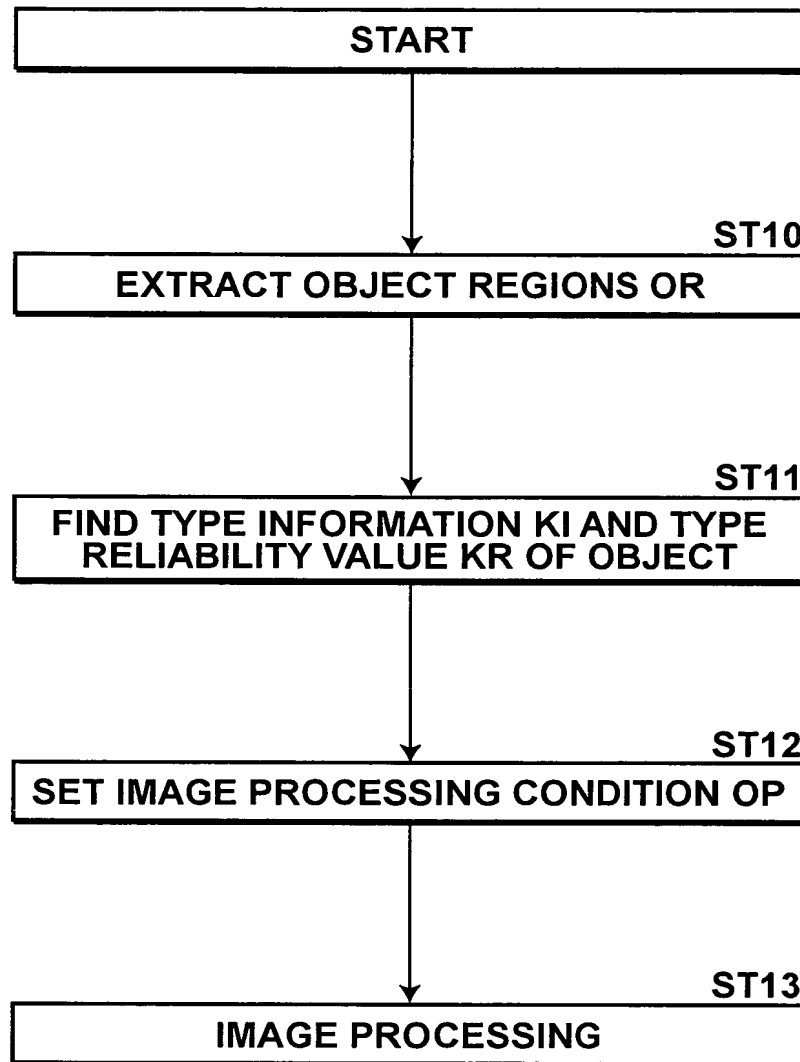 START
ST10
EXTRACT OBJECT REGIONS OR
ST11
FIND TYPE INFORMATION KI AND TYPE
RELIABILITY VALUE KR OF OBJECT
ST12
SET IMAGE PROCESSING CONDITION OP
ST13
IMAGE PROCESSING